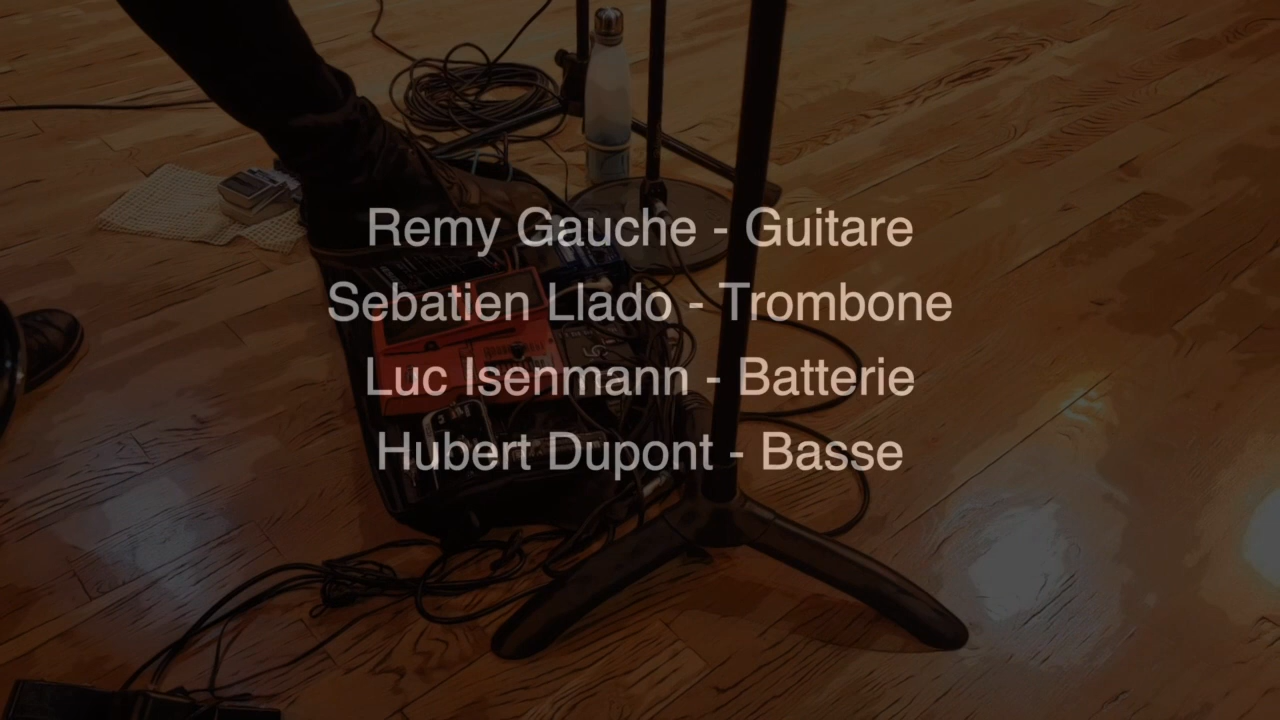 Remy Gauche - Guitare
Sebatien Llado - Trombone
Luc Isenmann - Batterie
Hubert Dupont - Basse